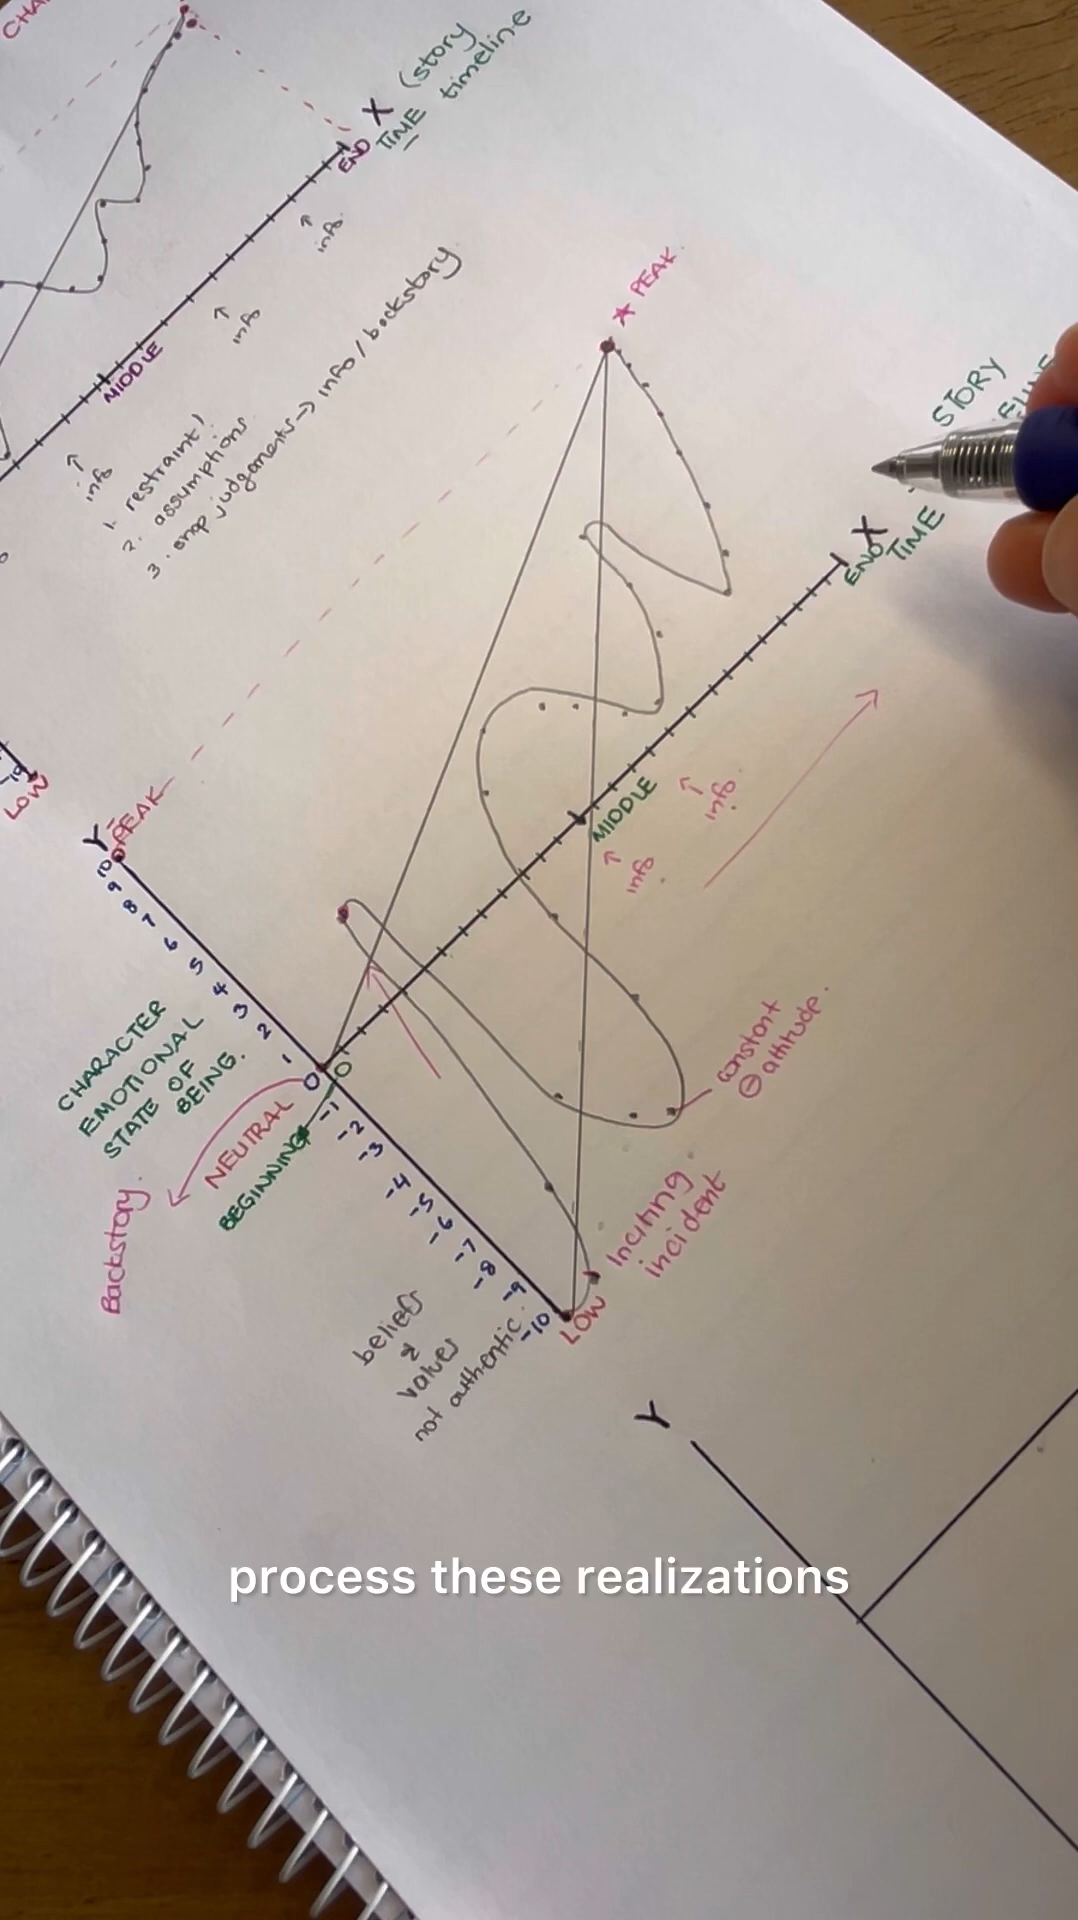 CHA
X
TIME
(story
timeline
END
↑
info
↑
info
MIDDLE
↑
info
1. restraint!
2. assumptions
3. snap judgements → info / backstory
-10
LOW
★ PEAK
STORY
X
END
TIME
MIDDLE
↑
info
↑
info
Y
PEAK
10
9
8
7
6
5
4
3
2
1
0
0
-1
-2
-3
-4
-5
-6
-7
-8
-9
-10
LOW
CHARACTER
EMOTIONAL
STATE OF
BEING.
NEUTRAL
BEGINNING
Backstory.
constant
⊖ attitude.
Inciting
incident
beliefs
&
values
not authentic.
Y
process these realizations